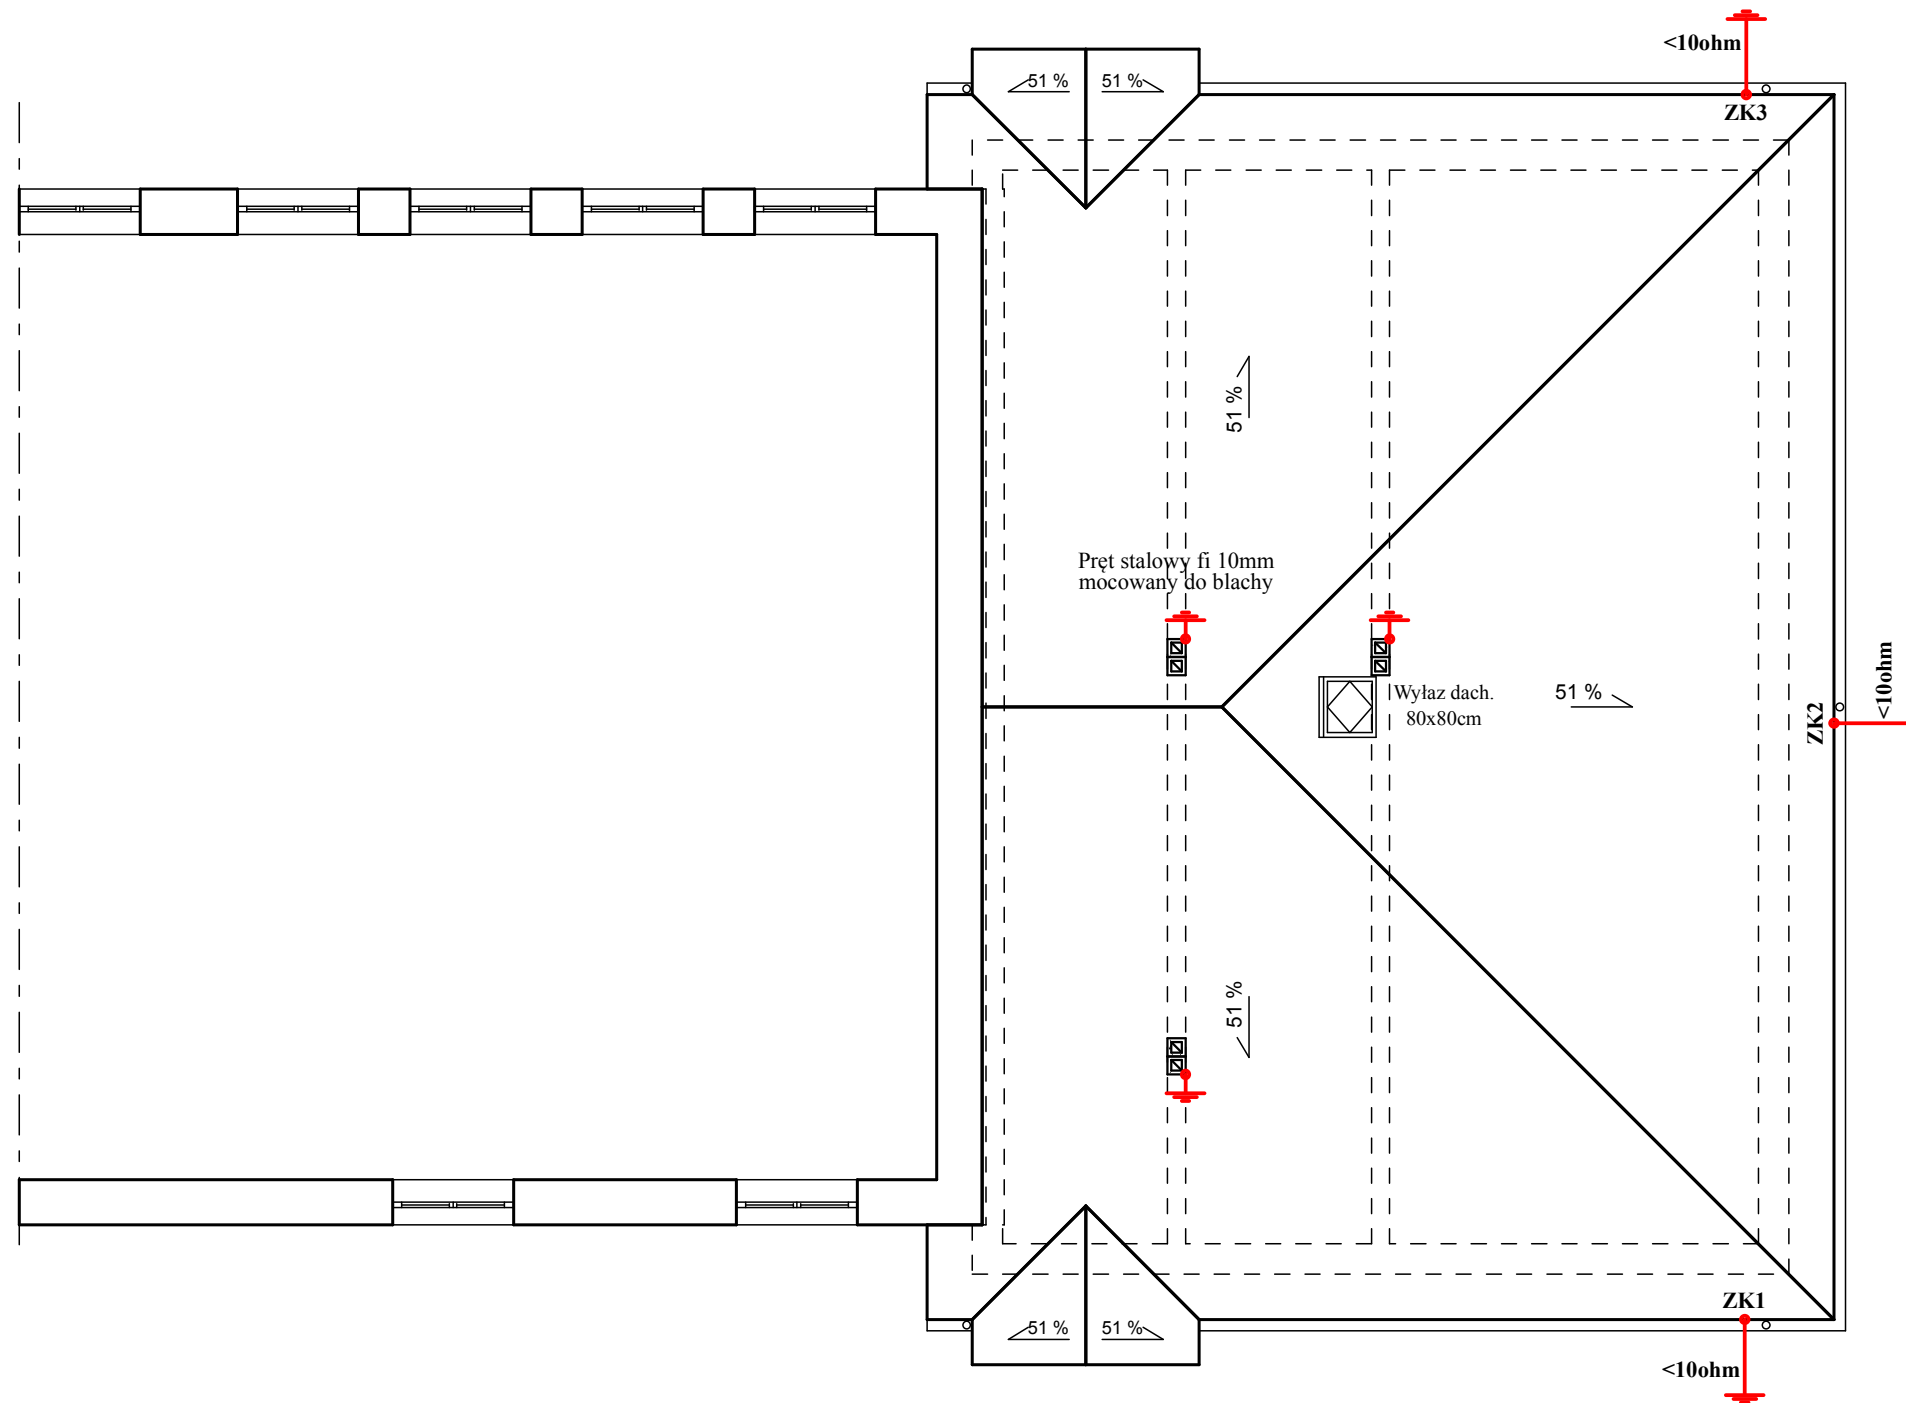 <10ohm
51 %
51 %
ZK3
51 %
Pręt stalowy fi 10mm
mocowany do blachy
Wyłaz dach.
80x80cm
51 %
ZK2
<10ohm
51 %
ZK1
51 %
51 %
<10ohm